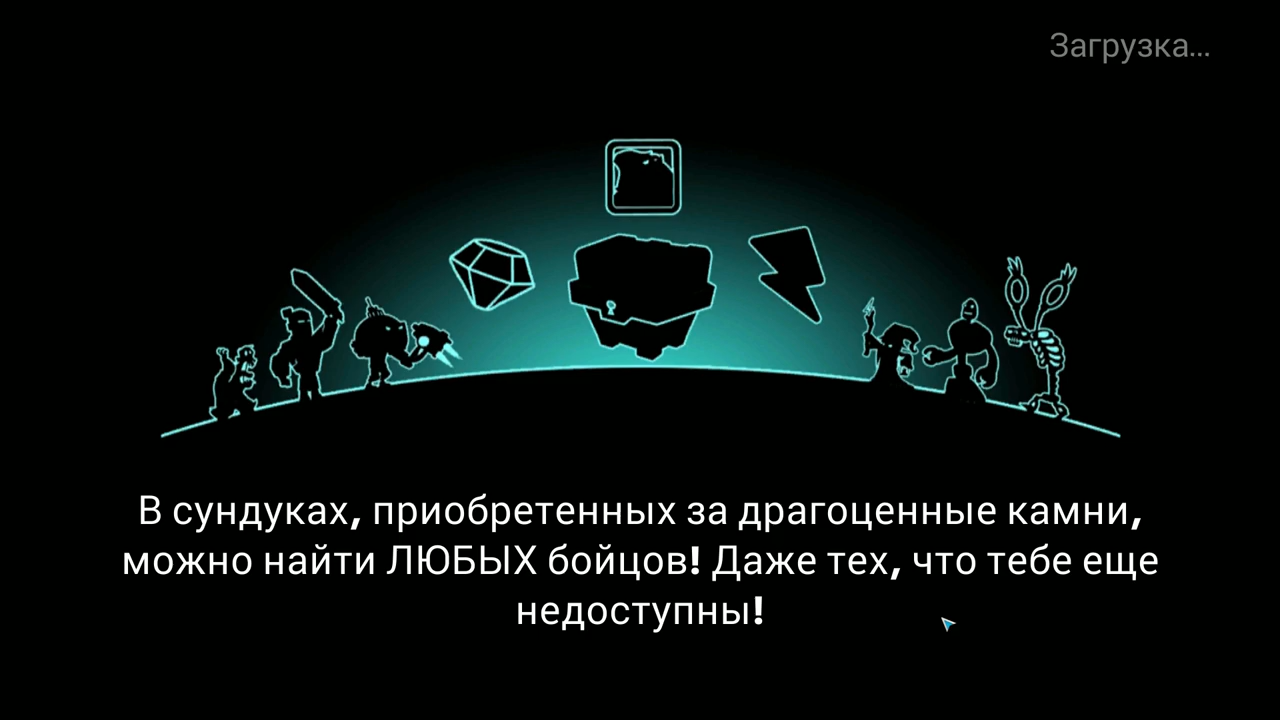 Загрузка...
В сундуках, приобретенных за драгоценные камни,
можно найти ЛЮБЫХ бойцов! Даже тех, что тебе еще
недоступны!